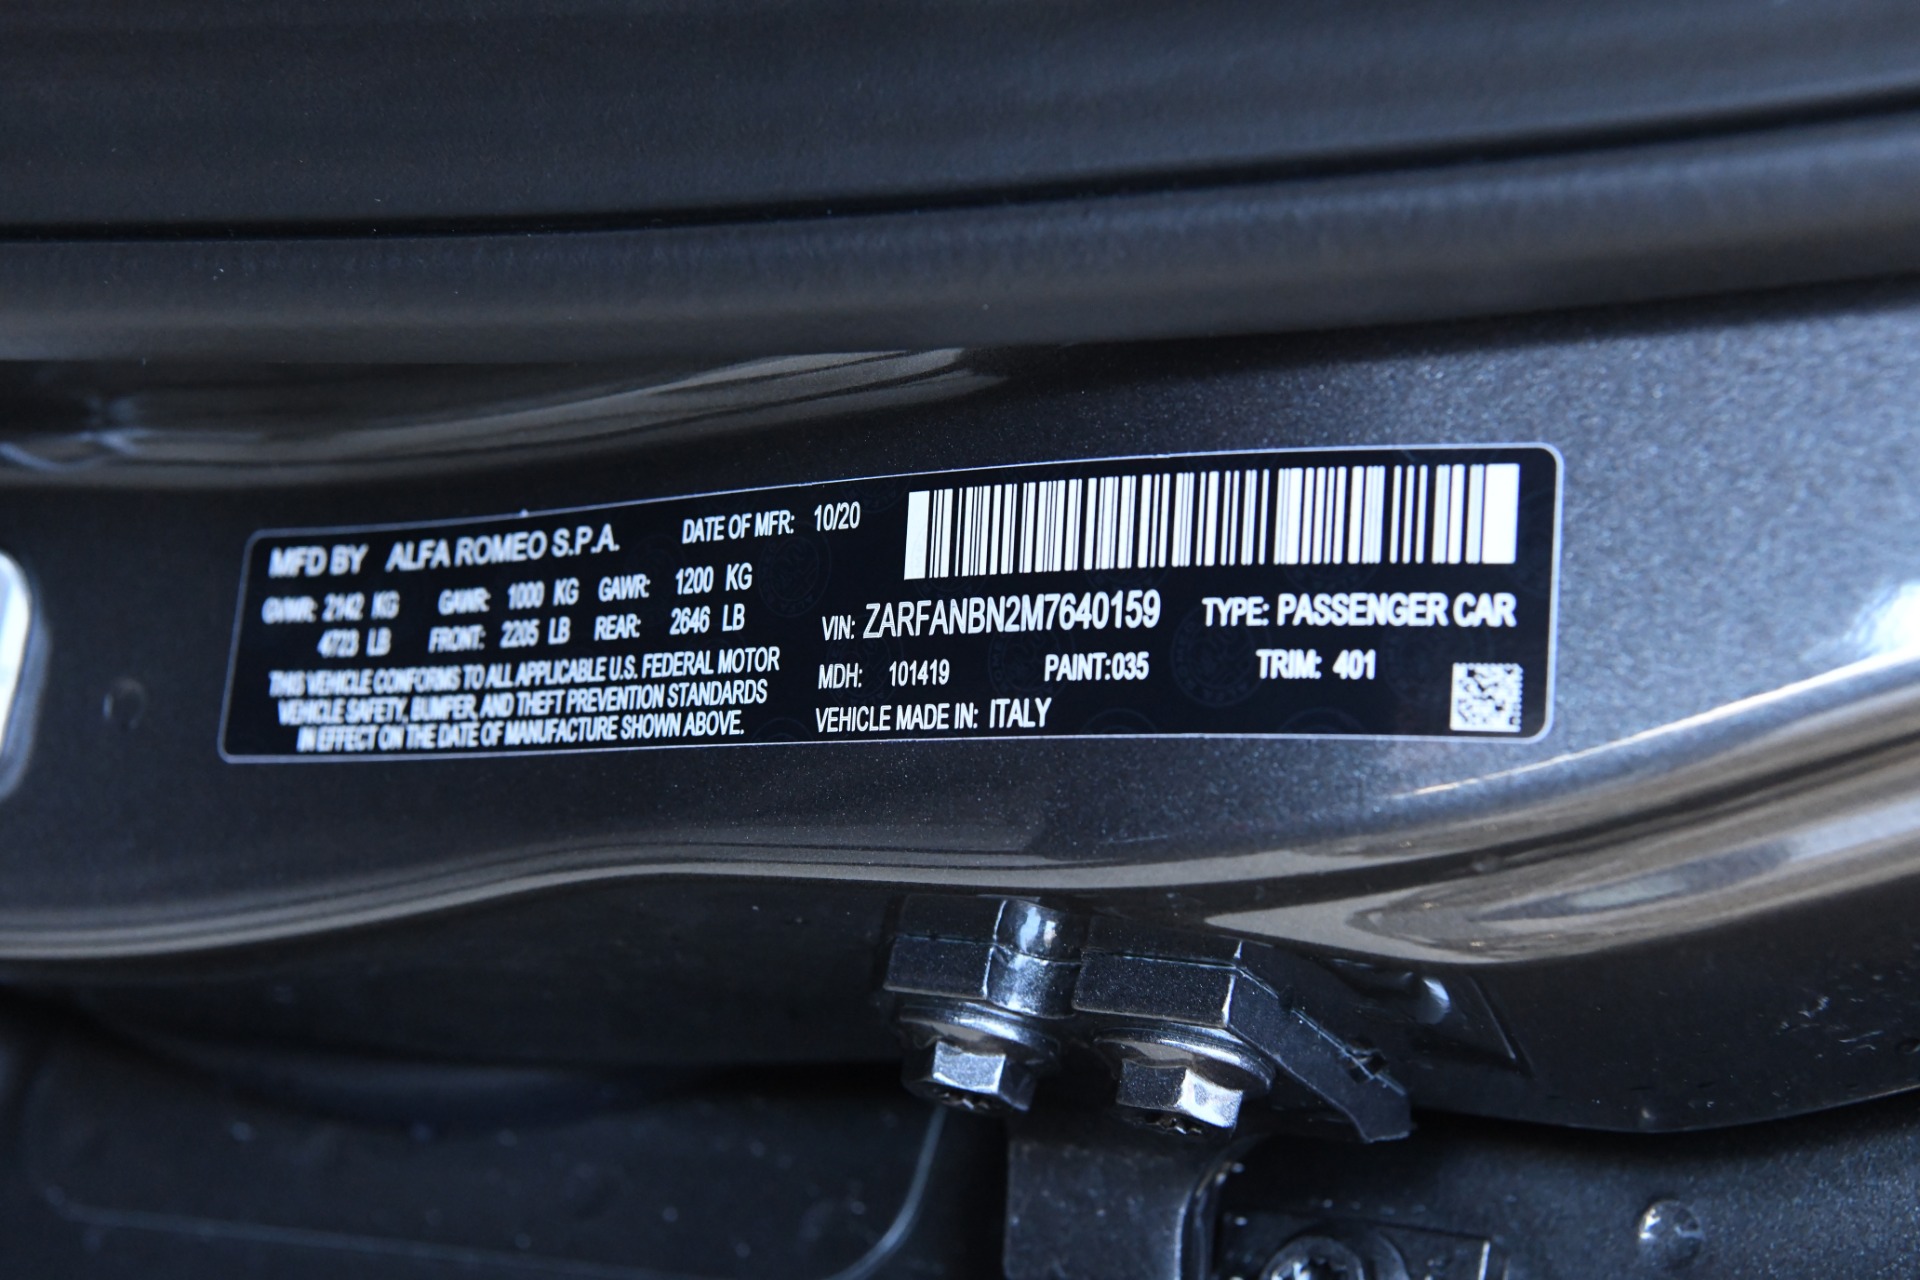 MFD BY ALFA ROMEO S.P.A. DATE OF MFR: 10/20
GVWR: 2142 KG GAWR: 1000 KG GAWR: 1200 KG
4723 LB FRONT: 2205 LB REAR: 2646 LB
THIS VEHICLE CONFORMS TO ALL APPLICABLE U.S. FEDERAL MOTOR
VEHICLE SAFETY, BUMPER, AND THEFT PREVENTION STANDARDS
IN EFFECT ON THE DATE OF MANUFACTURE SHOWN ABOVE.
VIN: ZARFANBN2M7640159 TYPE: PASSENGER CAR
MDH: 101419 PAINT:035 TRIM: 401
VEHICLE MADE IN: ITALY